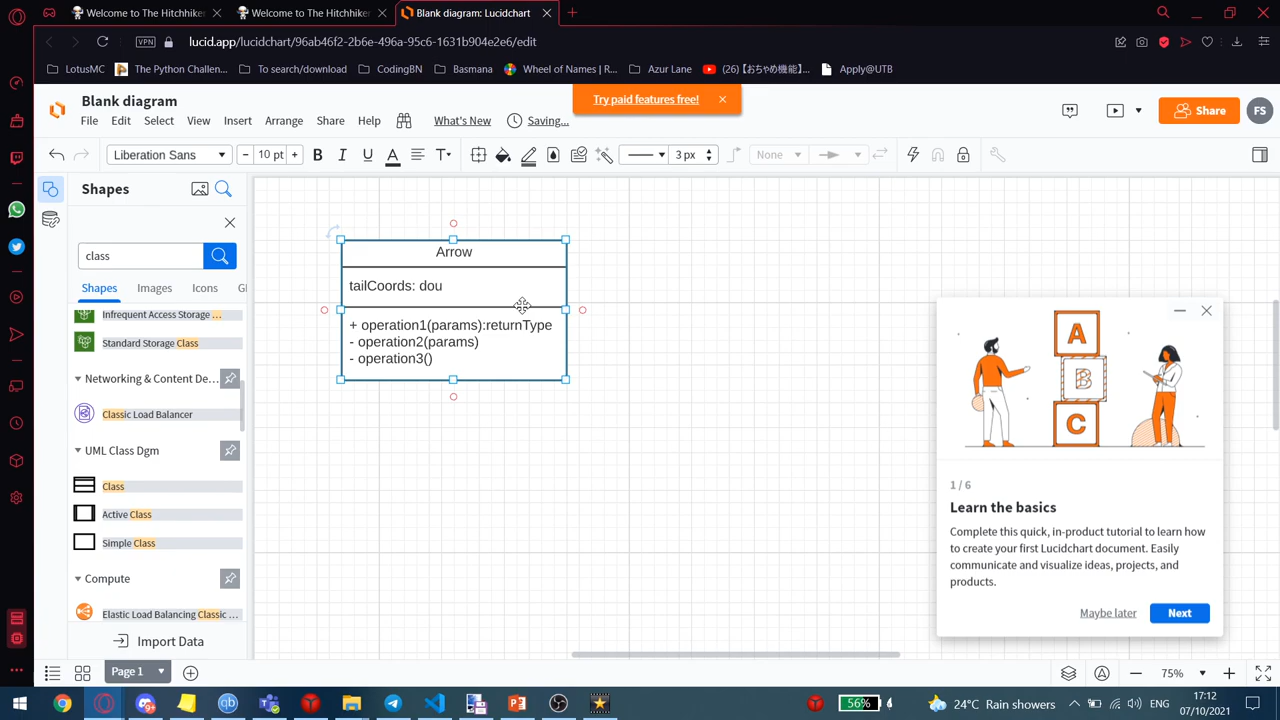 Welcome to The Hitchhiker
Welcome to The Hitchhiker
Blank diagram: Lucidchart
VPN
lucid.app/lucidchart/96ab46f2-2b6e-496a-95c6-1631b904e2e6/edit
LotusMC
The Python Challen...
To search/download
CodingBN
Basmana
Wheel of Names | R...
Azur Lane
(26) 【おちゃめ機能】...
Apply@UTB
Blank diagram
Try paid features free!
Share
FS
File
Edit
Select
View
Insert
Arrange
Share
Help
What's New
Saving...
Liberation Sans
10 pt
B
I
U
A
T
3 px
None
Shapes
class
Shapes
Images
Icons
Infrequent Access Storage ...
Standard Storage Class
Networking & Content De...
Classic Load Balancer
UML Class Dgm
Class
Active Class
Simple Class
Compute
Elastic Load Balancing Classic ...
Import Data
Arrow
tailCoords: dou
+ operation1(params):returnType
- operation2(params)
- operation3()
A
B
C
1 / 6
Learn the basics
Complete this quick, in-product tutorial to learn how
to create your first Lucidchart document. Easily
communicate and visualize ideas, projects, and
products.
Maybe later
Next
Page 1
75%
56%
24°C Rain showers
ENG
17:12
07/10/2021